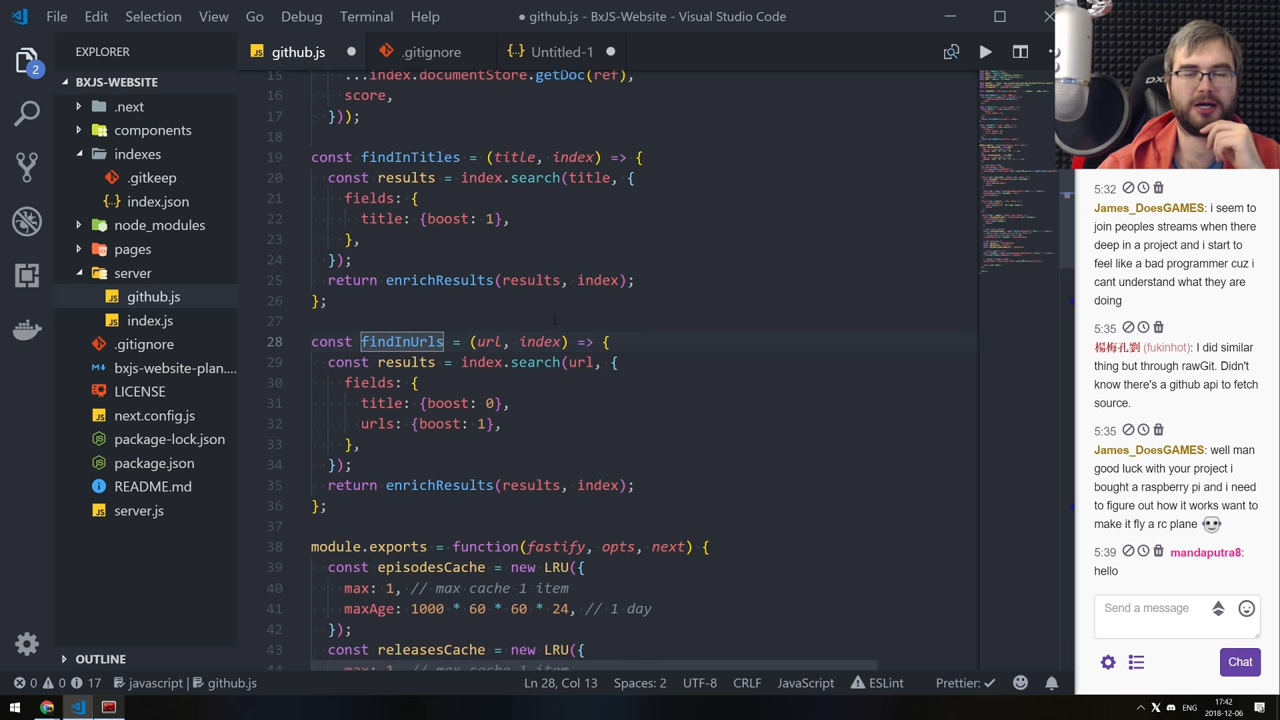 File Edit Selection View Go Debug Terminal Help
● github.js - BxJS-Website - Visual Studio Code
EXPLORER
JS github.js ●
.gitignore
{··} Untitled-1 ●
2
BXJS-WEBSITE
.next
components
indexes
.gitkeep
index.json
node_modules
pages
server
JS github.js
JS index.js
.gitignore
bxjs-website-plan....
LICENSE
next.config.js
package-lock.json
package.json
README.md
server.js
OUTLINE
15 ...index.documentStore.getDoc(ref),
16 score,
17 }));
18
19 const findInTitles = (title, index) => {
20 const results = index.search(title, {
21 fields: {
22 title: {boost: 1},
23 },
24 });
25 return enrichResults(results, index);
26 };
27
28 const findInUrls = (url, index) => {
29 const results = index.search(url, {
30 fields: {
31 title: {boost: 0},
32 urls: {boost: 1},
33 },
34 });
35 return enrichResults(results, index);
36 };
37
38 module.exports = function(fastify, opts, next) {
39 const episodesCache = new LRU({
40 max: 1, // max cache 1 item
41 maxAge: 1000 * 60 * 60 * 24, // 1 day
42 });
43 const releasesCache = new LRU({
44 max: 1, // max cache 1 item
DX
5:32
James_DoesGAMES: i seem to
join peoples streams when there
deep in a project and i start to
feel like a bad programmer cuz i
cant understand what they are
doing
5:35
楊梅孔劉 (fukinhot): I did similar
thing but through rawGit. Didn't
know there's a github api to fetch
source.
5:35
James_DoesGAMES: well man
good luck with your project i
bought a raspberry pi and i need
to figure out how it works want to
make it fly a rc plane
5:39 mandaputra8:
hello
Send a message
Chat
0 0 17 javascript | github.js
Ln 28, Col 13 Spaces: 2 UTF-8 CRLF JavaScript ESLint Prettier: ✓
ENG
17:42
2018-12-06